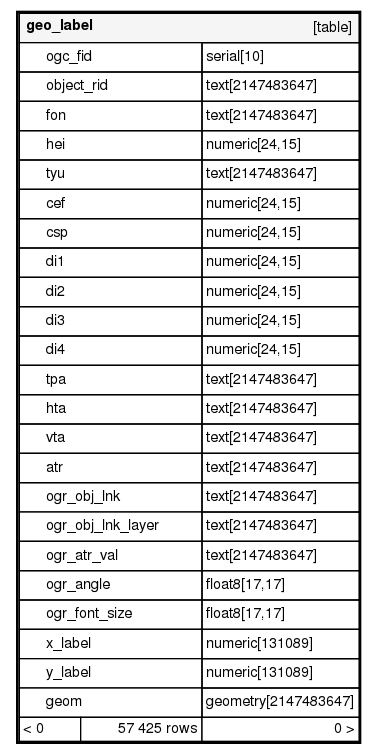 geo_label [table]
ogc_fid serial[10]
object_rid text[2147483647]
fon text[2147483647]
hei numeric[24,15]
tyu text[2147483647]
cef numeric[24,15]
csp numeric[24,15]
di1 numeric[24,15]
di2 numeric[24,15]
di3 numeric[24,15]
di4 numeric[24,15]
tpa text[2147483647]
hta text[2147483647]
vta text[2147483647]
atr text[2147483647]
ogr_obj_lnk text[2147483647]
ogr_obj_lnk_layer text[2147483647]
ogr_atr_val text[2147483647]
ogr_angle float8[17,17]
ogr_font_size float8[17,17]
x_label numeric[131089]
y_label numeric[131089]
geom geometry[2147483647]
< 0 57 425 rows 0 >